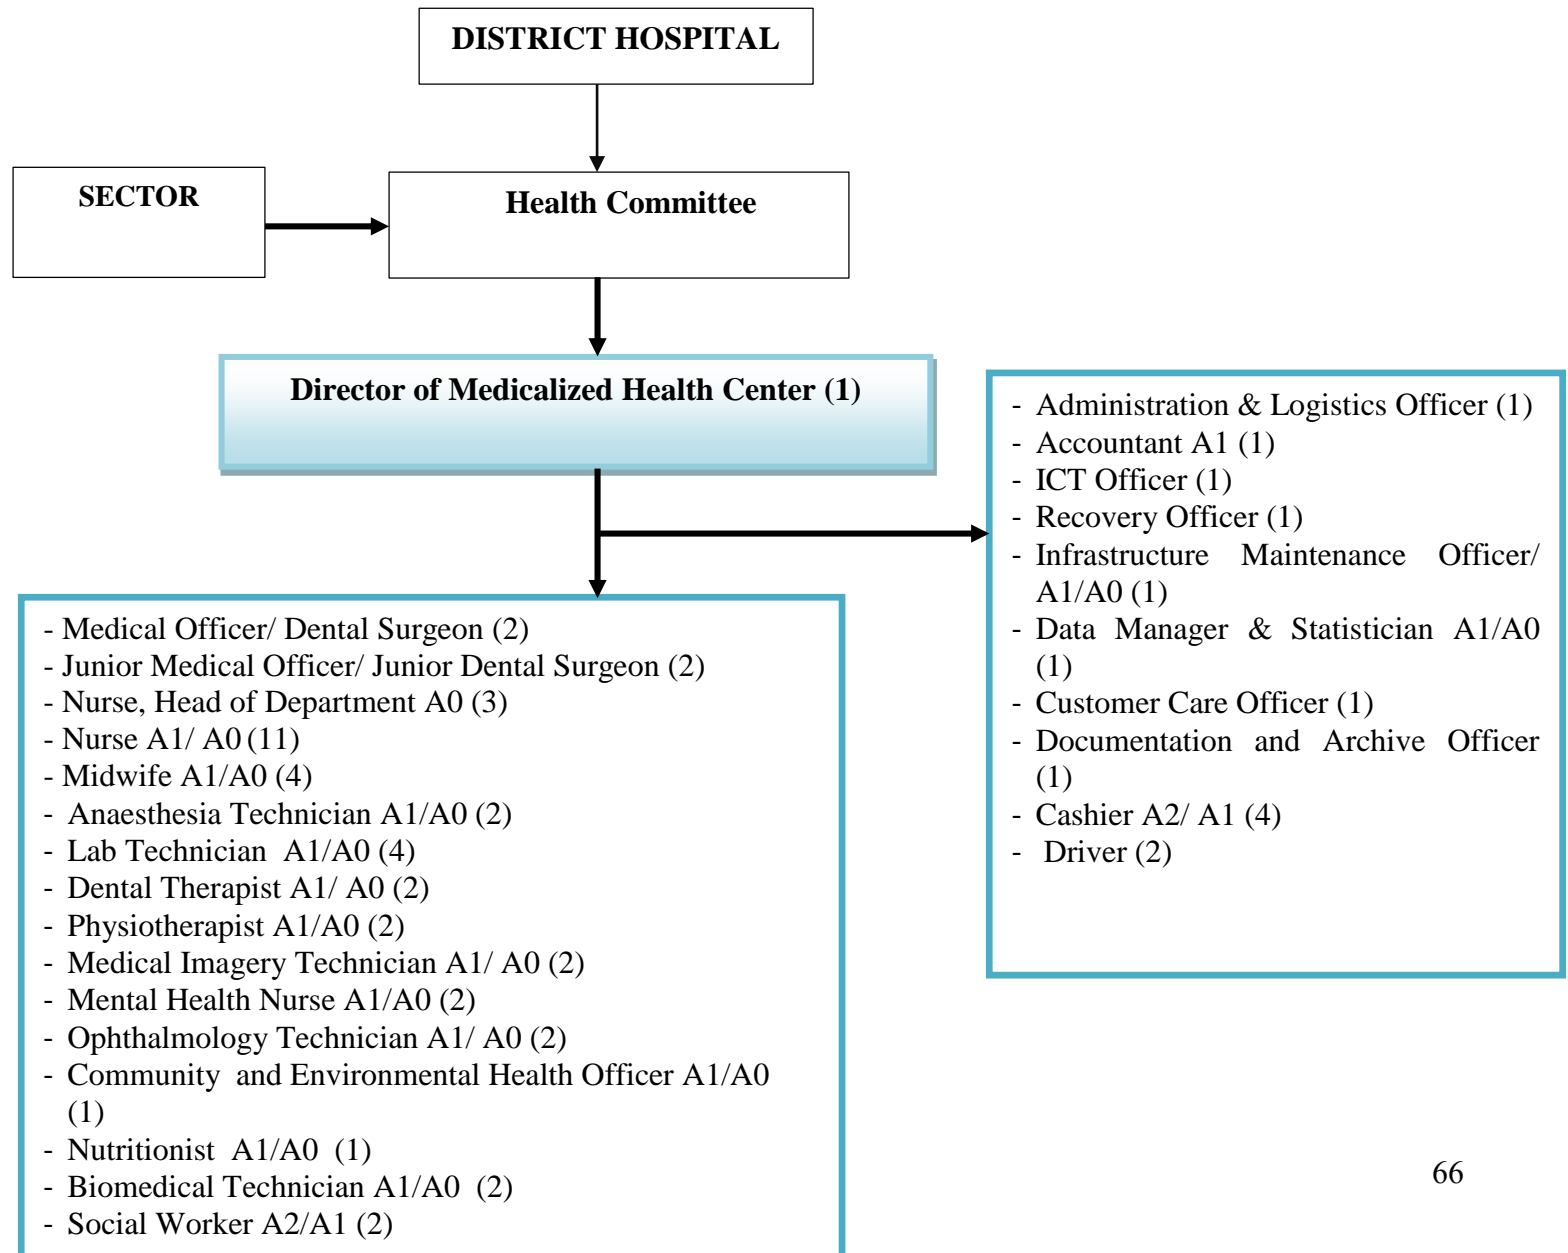 DISTRICT HOSPITAL
SECTOR
Health Committee
Director of Medicalized Health Center (1)
- Administration & Logistics Officer (1)
- Accountant A1 (1)
- ICT Officer (1)
- Recovery Officer (1)
- Infrastructure Maintenance Officer/
A1/A0 (1)
- Data Manager & Statistician A1/A0
(1)
- Customer Care Officer (1)
- Documentation and Archive Officer
(1)
- Cashier A2/ A1 (4)
- Driver (2)
- Medical Officer/ Dental Surgeon (2)
- Junior Medical Officer/ Junior Dental Surgeon (2)
- Nurse, Head of Department A0 (3)
- Nurse A1/ A0 (11)
- Midwife A1/A0 (4)
- Anaesthesia Technician A1/A0 (2)
- Lab Technician A1/A0 (4)
- Dental Therapist A1/ A0 (2)
- Physiotherapist A1/A0 (2)
- Medical Imagery Technician A1/ A0 (2)
- Mental Health Nurse A1/A0 (2)
- Ophthalmology Technician A1/ A0 (2)
- Community and Environmental Health Officer A1/A0
(1)
- Nutritionist A1/A0 (1)
- Biomedical Technician A1/A0 (2)
- Social Worker A2/A1 (2)
66